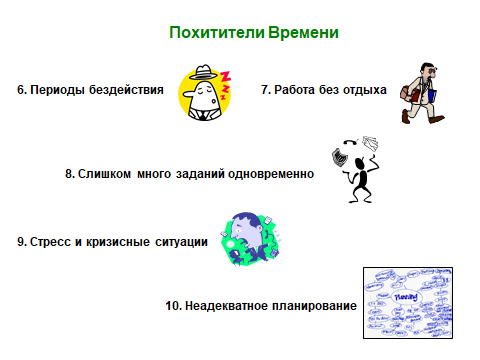 Похитители Времени
6. Периоды бездействия
7. Работа без отдыха
8. Слишком много заданий одновременно
9. Стресс и кризисные ситуации
10. Неадекватное планирование
Planning